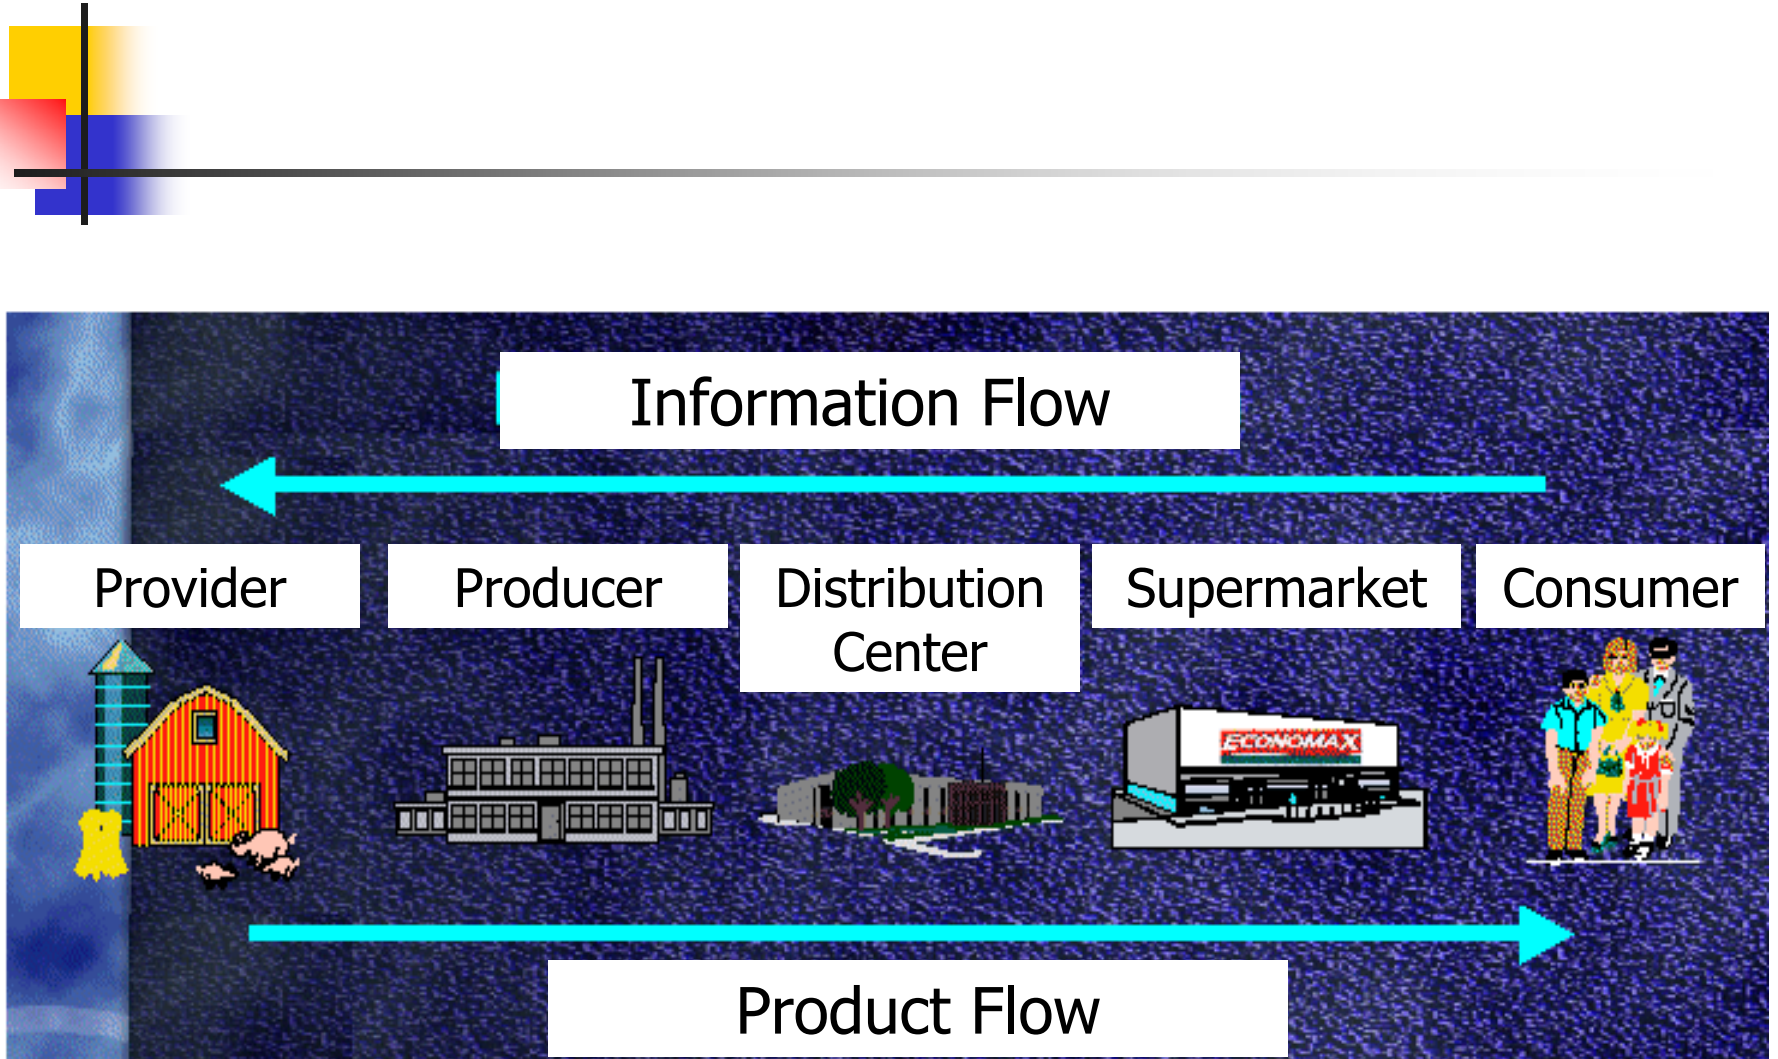 Information Flow
Provider
Producer
Distribution
Center
Supermarket
Consumer
ECONOMAX
Product Flow